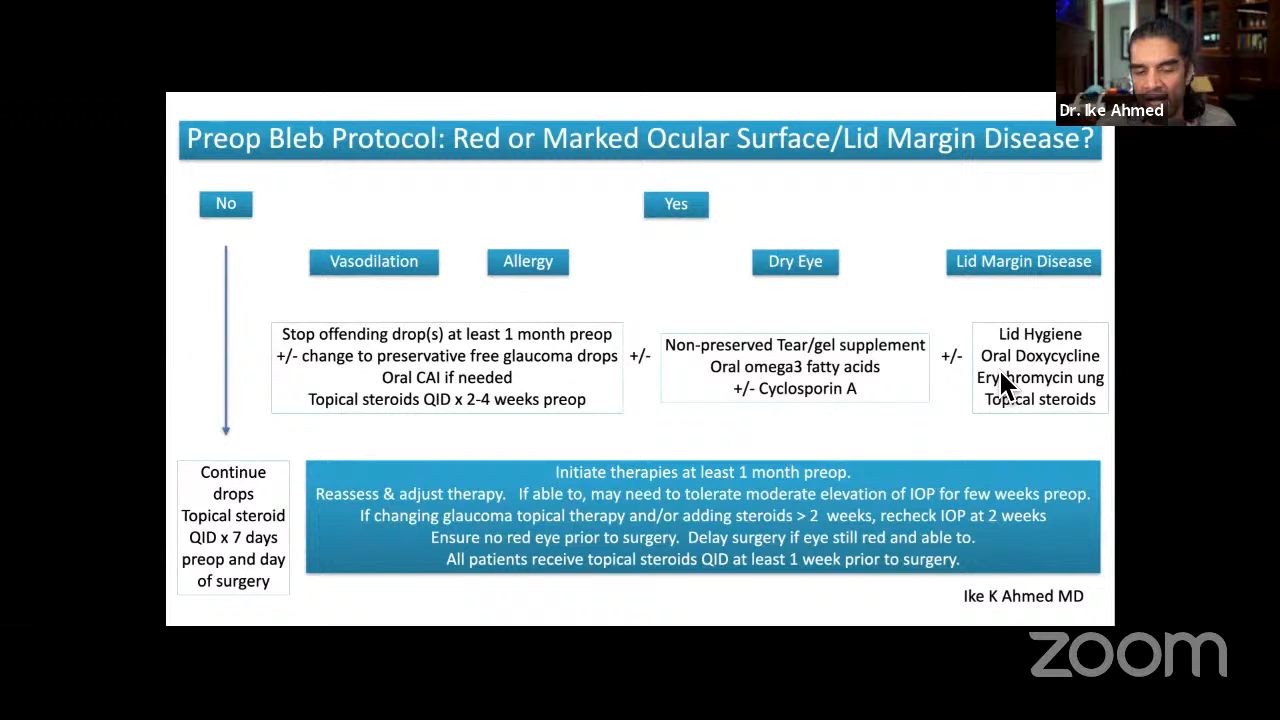 Dr. Ike Ahmed
Preop Bleb Protocol: Red or Marked Ocular Surface/Lid Margin Disease?
No
Yes
Vasodilation
Allergy
Dry Eye
Lid Margin Disease
Stop offending drop(s) at least 1 month preop
+/- change to preservative free glaucoma drops
Oral CAI if needed
Topical steroids QID x 2-4 weeks preop
+/-
Non-preserved Tear/gel supplement
Oral omega3 fatty acids
+/- Cyclosporin A
+/-
Lid Hygiene
Oral Doxycycline
Erythromycin ung
Topical steroids
Continue
drops
Topical steroid
QID x 7 days
preop and day
of surgery
Initiate therapies at least 1 month preop.
Reassess & adjust therapy. If able to, may need to tolerate moderate elevation of IOP for few weeks preop.
If changing glaucoma topical therapy and/or adding steroids > 2 weeks, recheck IOP at 2 weeks
Ensure no red eye prior to surgery. Delay surgery if eye still red and able to.
All patients receive topical steroids QID at least 1 week prior to surgery.
Ike K Ahmed MD
zoom